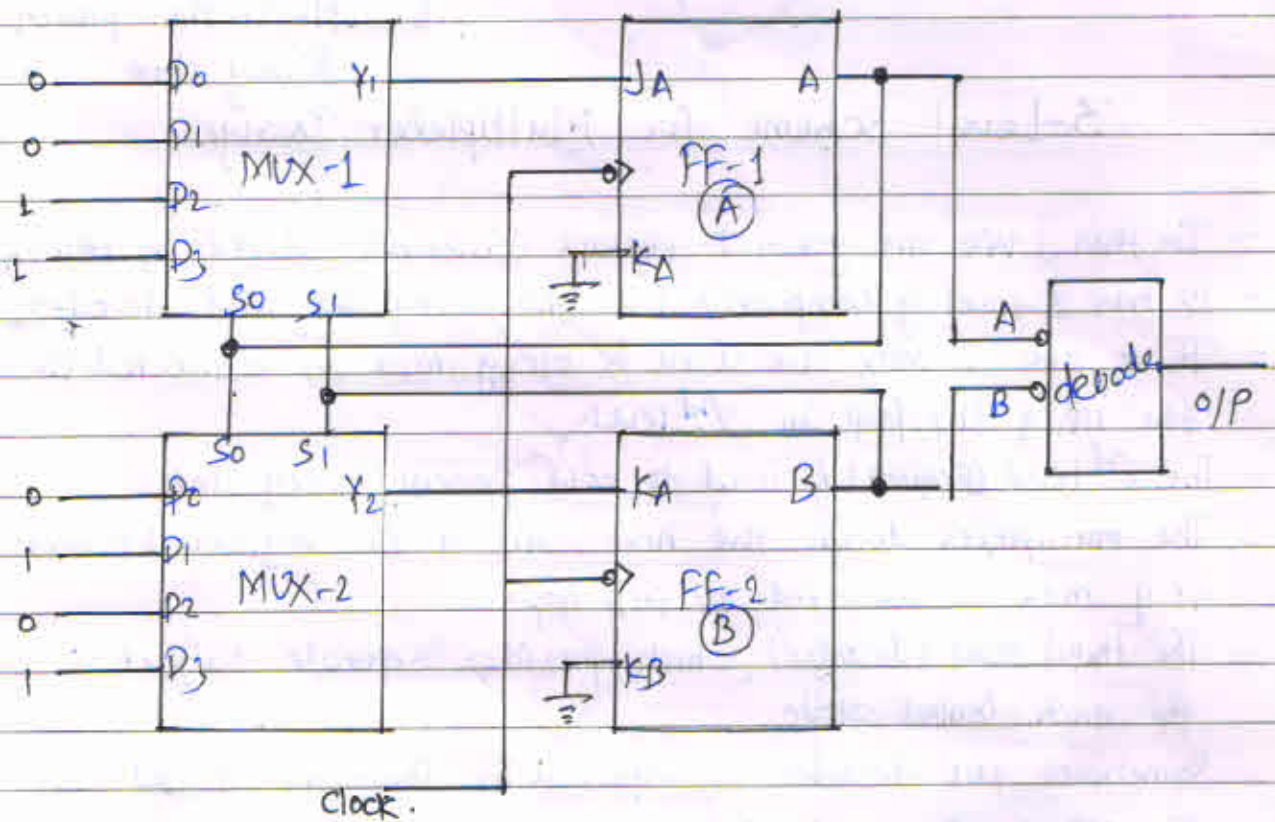 0 D0 Y1 JA A
0 D1
MUX-1 FF-1
1 D2 A
1 D3 KA
S0 S1
A
decode
B O/P
S0 S1
0 D0 Y2 KA B
1 D1
MUX-2 FF-2
0 D2 B
1 D3 KB
Clock.